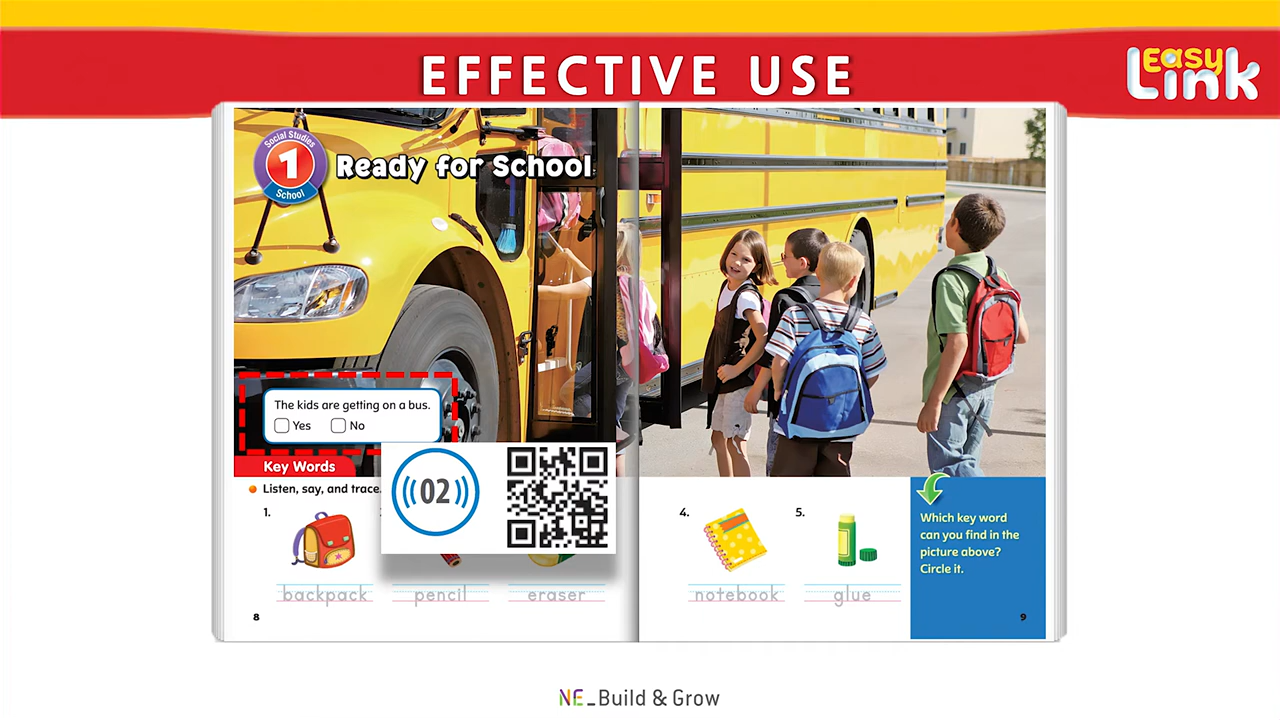 EFFECTIVE USE
Easy
Link
Social Studies
1
School
Ready for School
The kids are getting on a bus.
Yes No
Key Words
Listen, say, and trace.
02
1.
4.
5.
backpack
pencil
eraser
notebook
glue
Which key word
can you find in the
picture above?
Circle it.
8
9
NE_Build & Grow